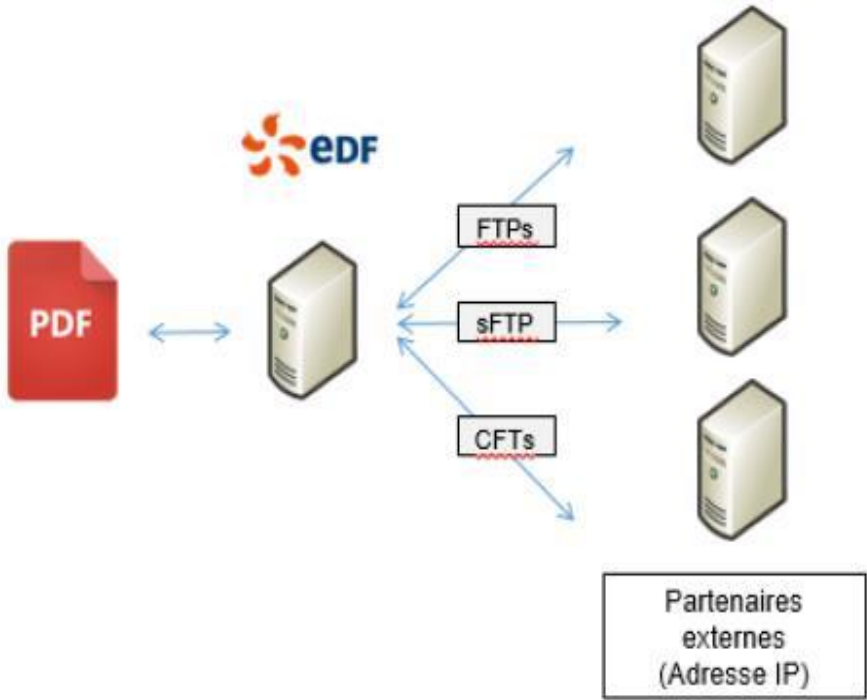 eDF
PDF
FTPs
sFTP
CFTs
Partenaires
externes
(Adresse IP)